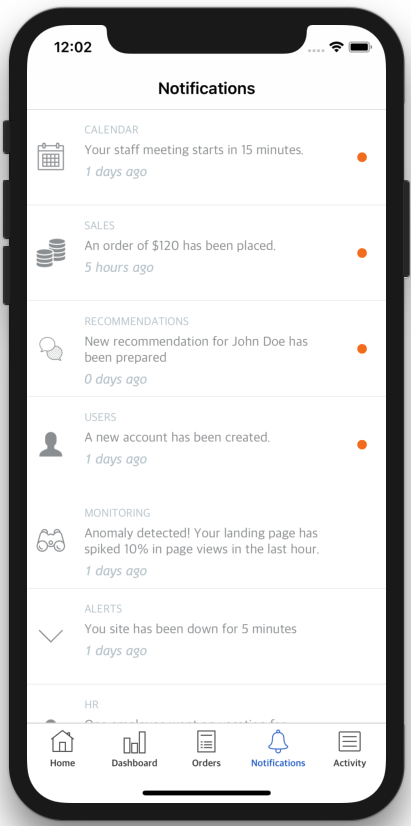 12:02
Notifications
CALENDAR
Your staff meeting starts in 15 minutes.
1 days ago
SALES
An order of $120 has been placed.
5 hours ago
RECOMMENDATIONS
New recommendation for John Doe has
been prepared
0 days ago
USERS
A new account has been created.
1 days ago
MONITORING
Anomaly detected! Your landing page has
spiked 10% in page views in the last hour.
1 days ago
ALERTS
You site has been down for 5 minutes
1 days ago
HR
Home
Dashboard
Orders
Notifications
Activity